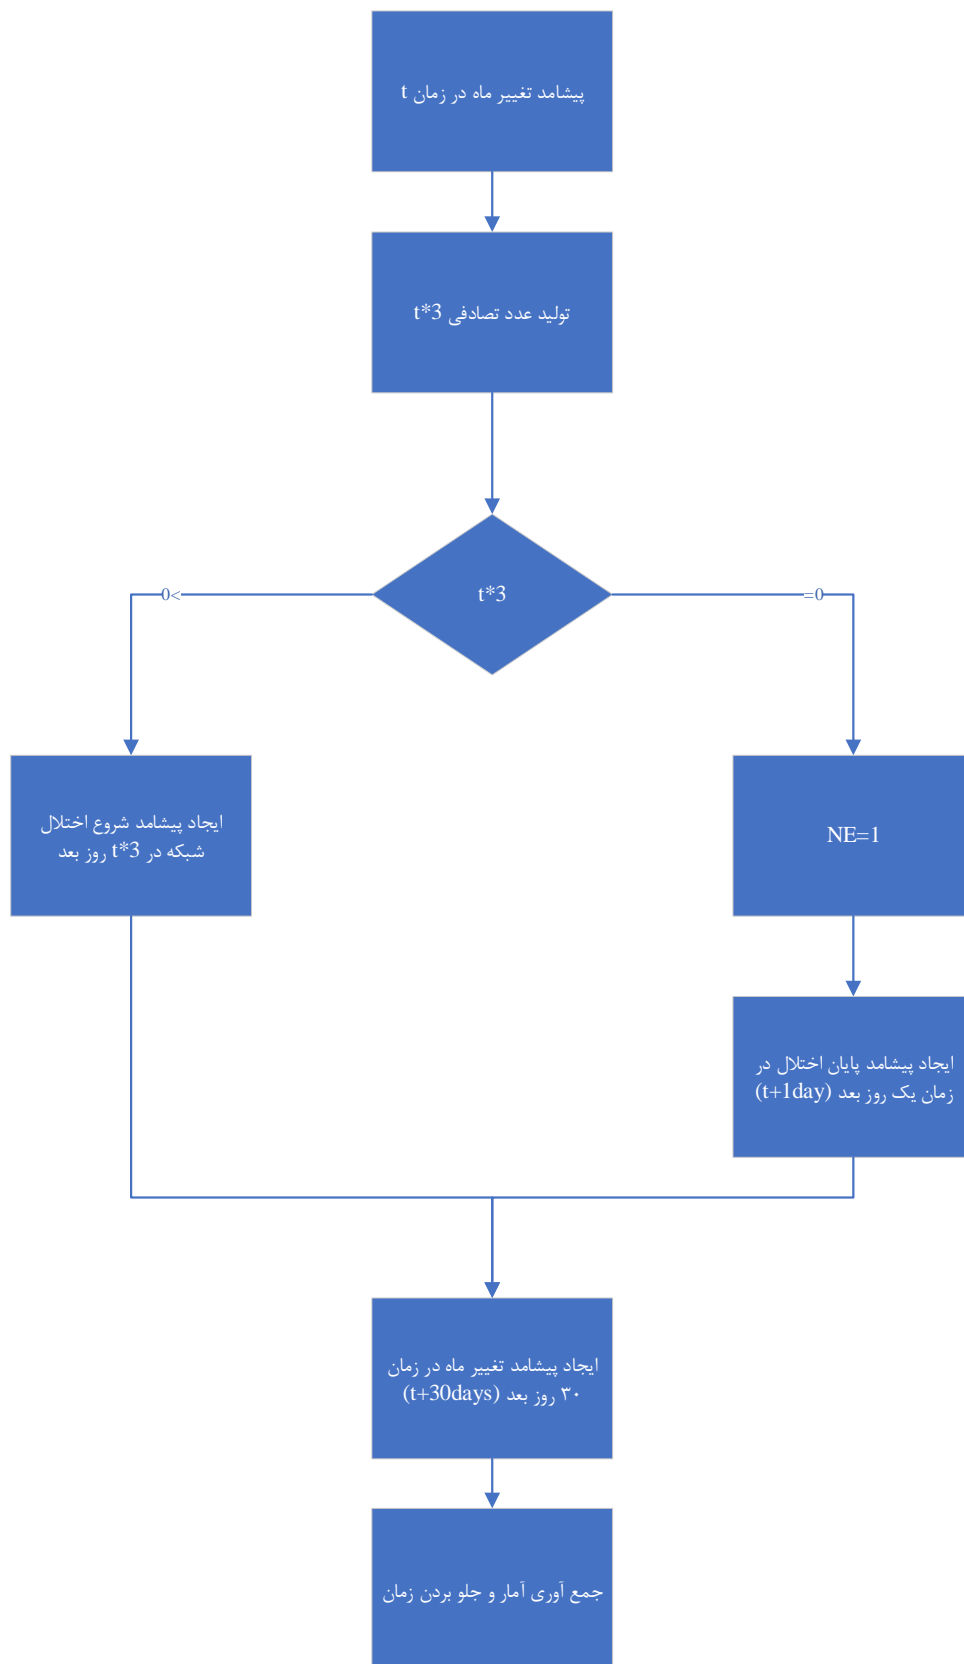 پیشامد تغییر ماه در زمان t
تولید عدد تصادفی t*3
t*3
0<
=0
ایجاد پیشامد شروع اختلال
شبکه در t*3 روز بعد
NE=1
ایجاد پیشامد پایان اختلال در
زمان یک روز بعد (t+1day)
ایجاد پیشامد تغییر ماه در زمان
۳۰ روز بعد (t+30days)
جمع آوری آمار و جلو بردن زمان